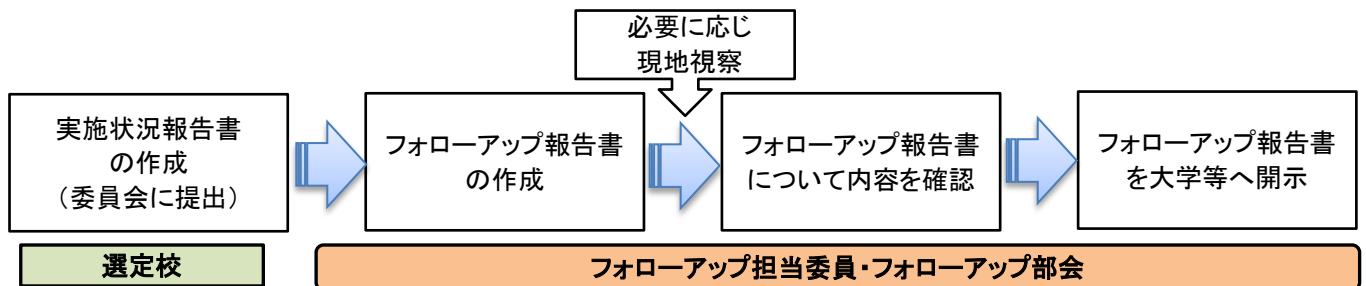 必要に応じ
現地視察
実施状況報告書
の作成
（委員会に提出）
フォローアップ報告書
の作成
フォローアップ報告書
について内容を確認
フォローアップ報告書
を大学等へ開示
選定校
フォローアップ担当委員・フォローアップ部会